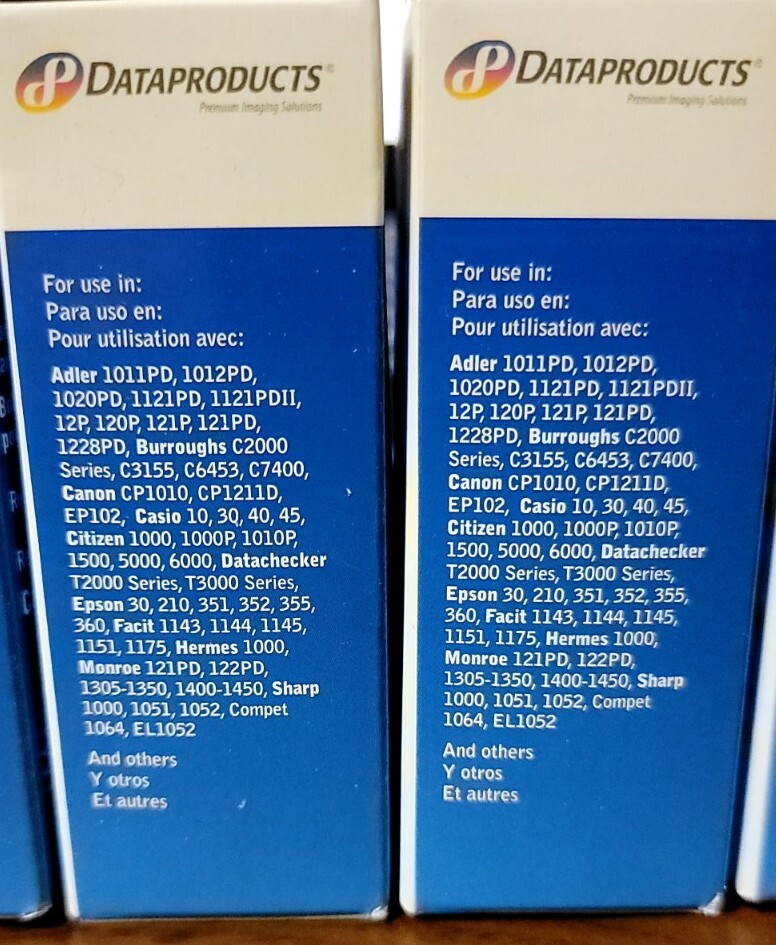 DATAPRODUCTS®
Premium Imaging Solutions
For use in:
Para uso en:
Pour utilisation avec:
Adler 1011PD, 1012PD,
1020PD, 1121PD, 1121PDII,
12P, 120P, 121P, 121PD,
1228PD, Burroughs C2000
Series, C3155, C6453, C7400,
Canon CP1010, CP1211D,
EP102, Casio 10, 30, 40, 45,
Citizen 1000, 1000P, 1010P,
1500, 5000, 6000, Datachecker
T2000 Series, T3000 Series,
Epson 30, 210, 351, 352, 355,
360, Facit 1143, 1144, 1145,
1151, 1175, Hermes 1000,
Monroe 121PD, 122PD,
1305-1350, 1400-1450, Sharp
1000, 1051, 1052, Compet
1064, EL1052
And others
Y otros
Et autres
DATAPRODUCTS®
Premium Imaging Solutions
For use in:
Para uso en:
Pour utilisation avec:
Adler 1011PD, 1012PD,
1020PD, 1121PD, 1121PDII,
12P, 120P, 121P, 121PD,
1228PD, Burroughs C2000
Series, C3155, C6453, C7400,
Canon CP1010, CP1211D,
EP102, Casio 10, 30, 40, 45,
Citizen 1000, 1000P, 1010P,
1500, 5000, 6000, Datachecker
T2000 Series, T3000 Series,
Epson 30, 210, 351, 352, 355,
360, Facit 1143, 1144, 1145,
1151, 1175, Hermes 1000,
Monroe 121PD, 122PD,
1305-1350, 1400-1450, Sharp
1000, 1051, 1052, Compet
1064, EL1052
And others
Y otros
Et autres